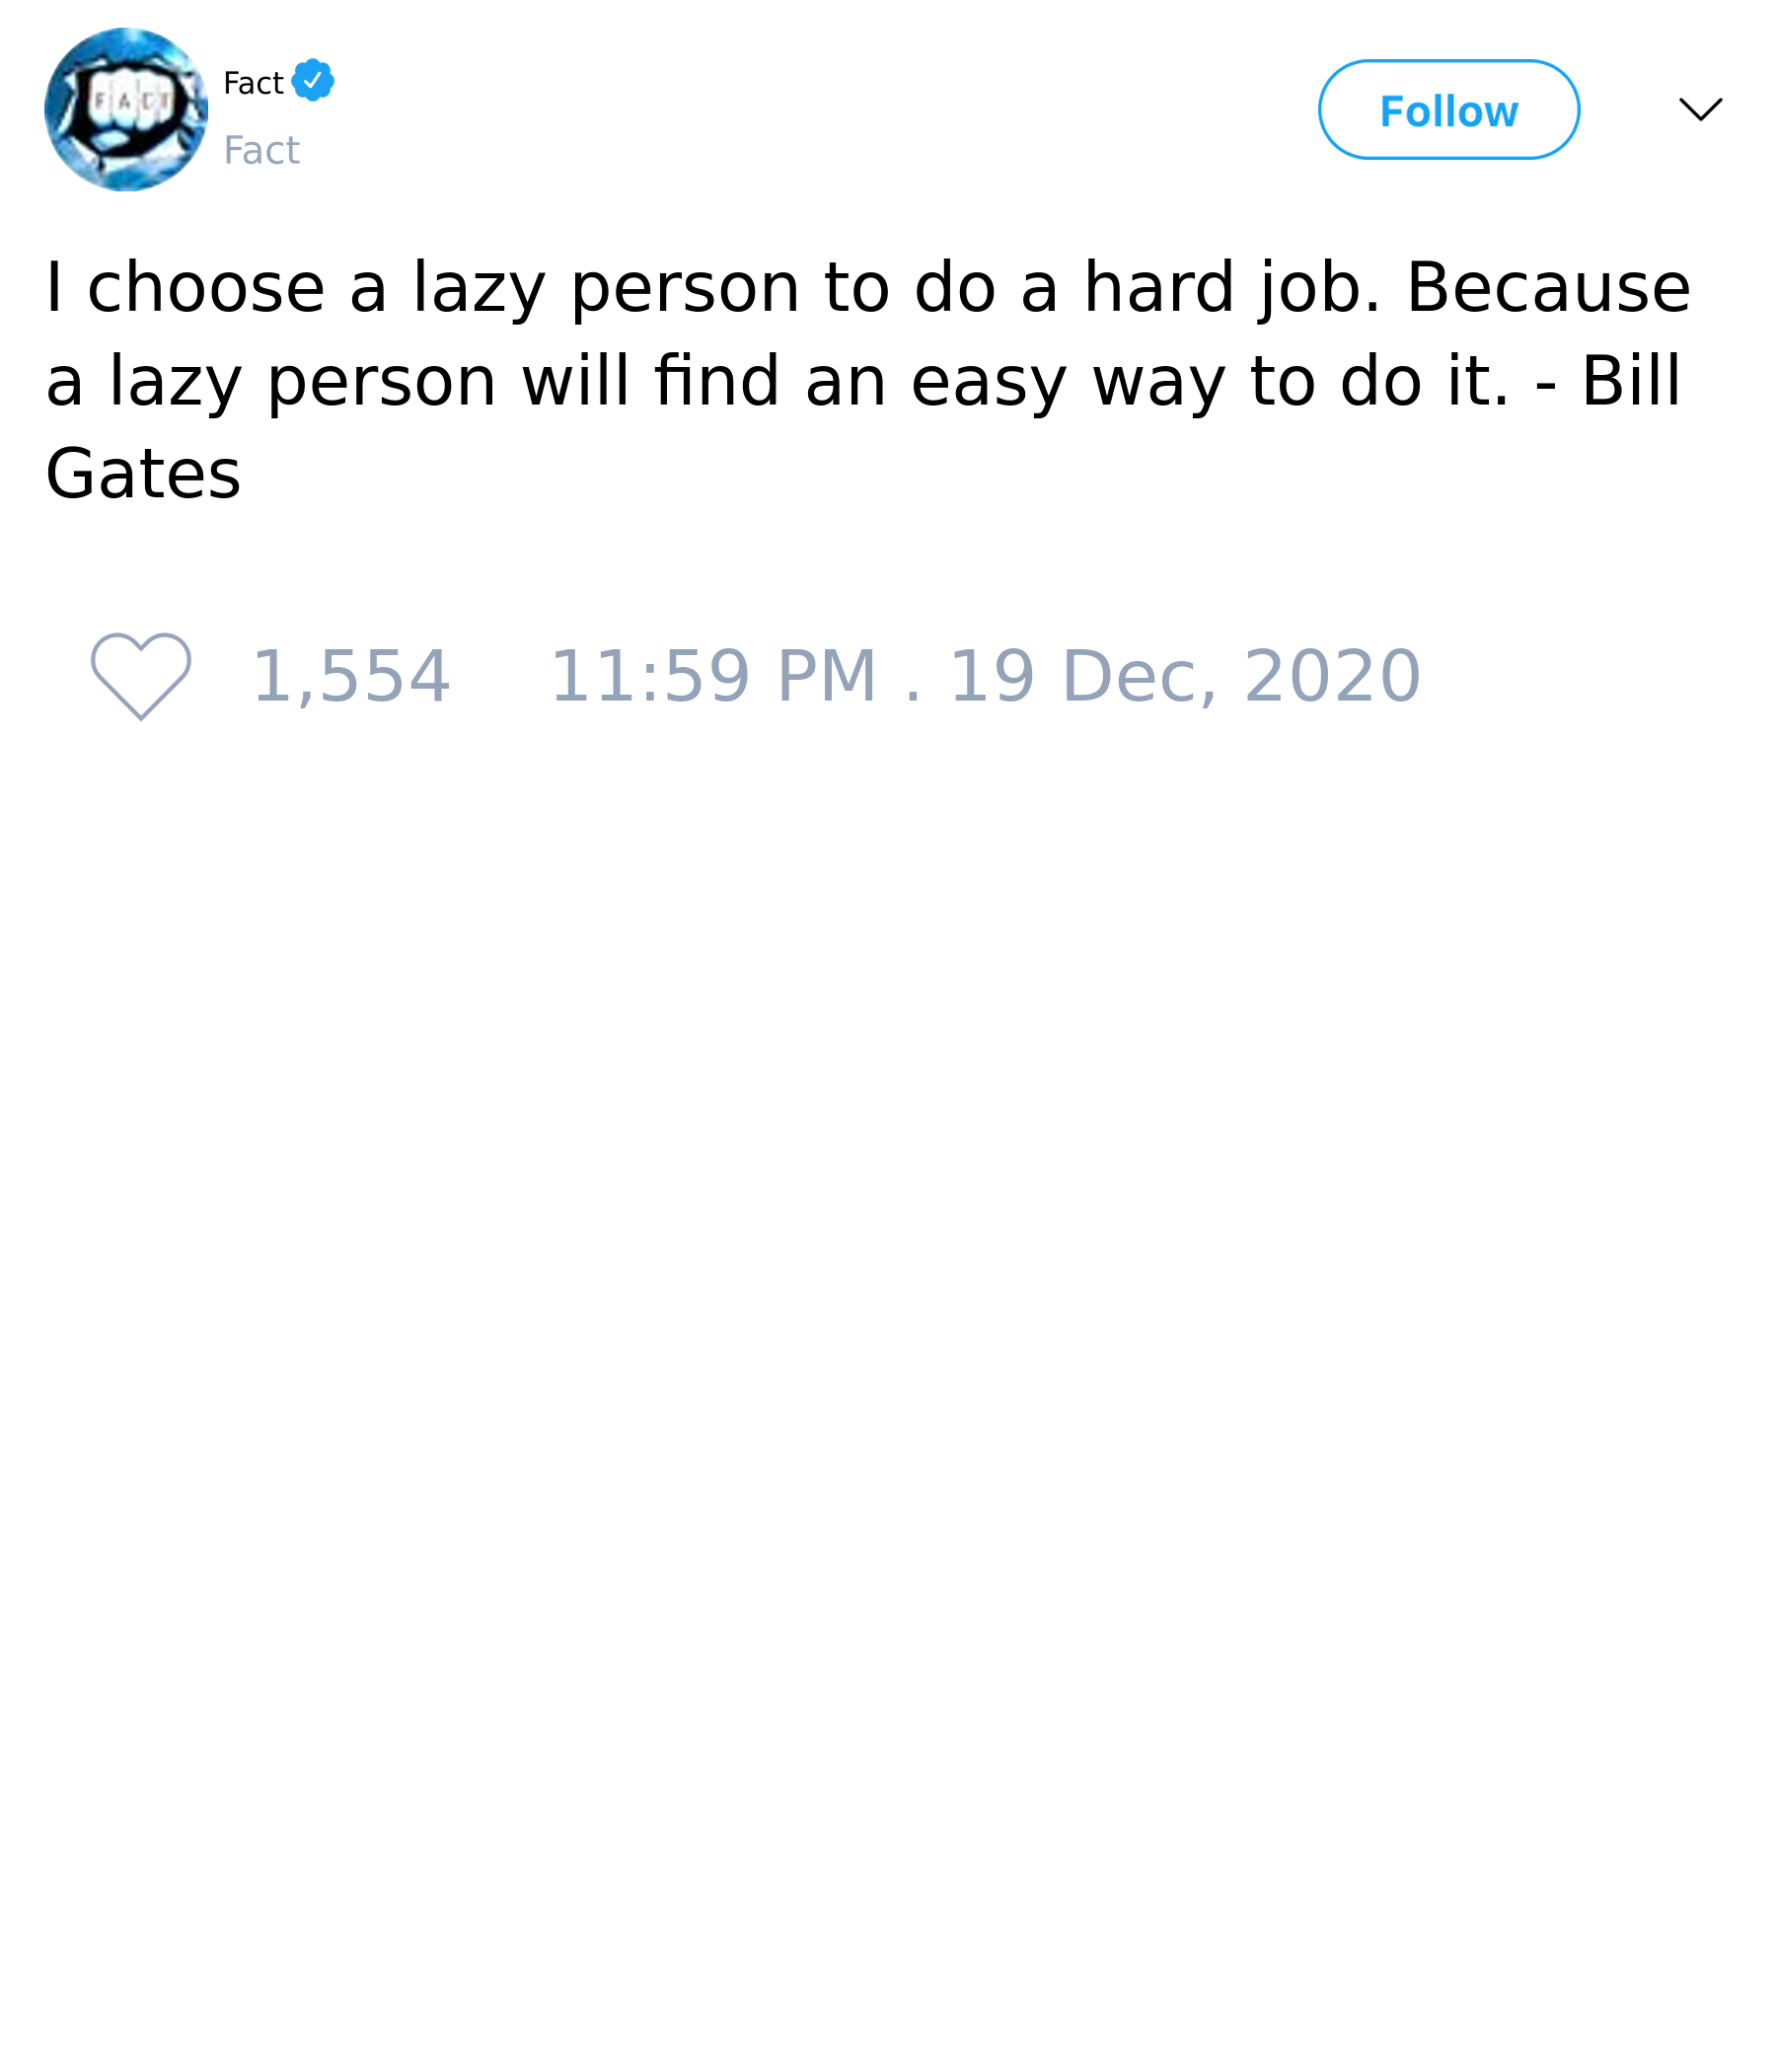 FACT
Fact
Fact
Follow
I choose a lazy person to do a hard job. Because
a lazy person will find an easy way to do it. - Bill
Gates
1,554 11:59 PM . 19 Dec, 2020